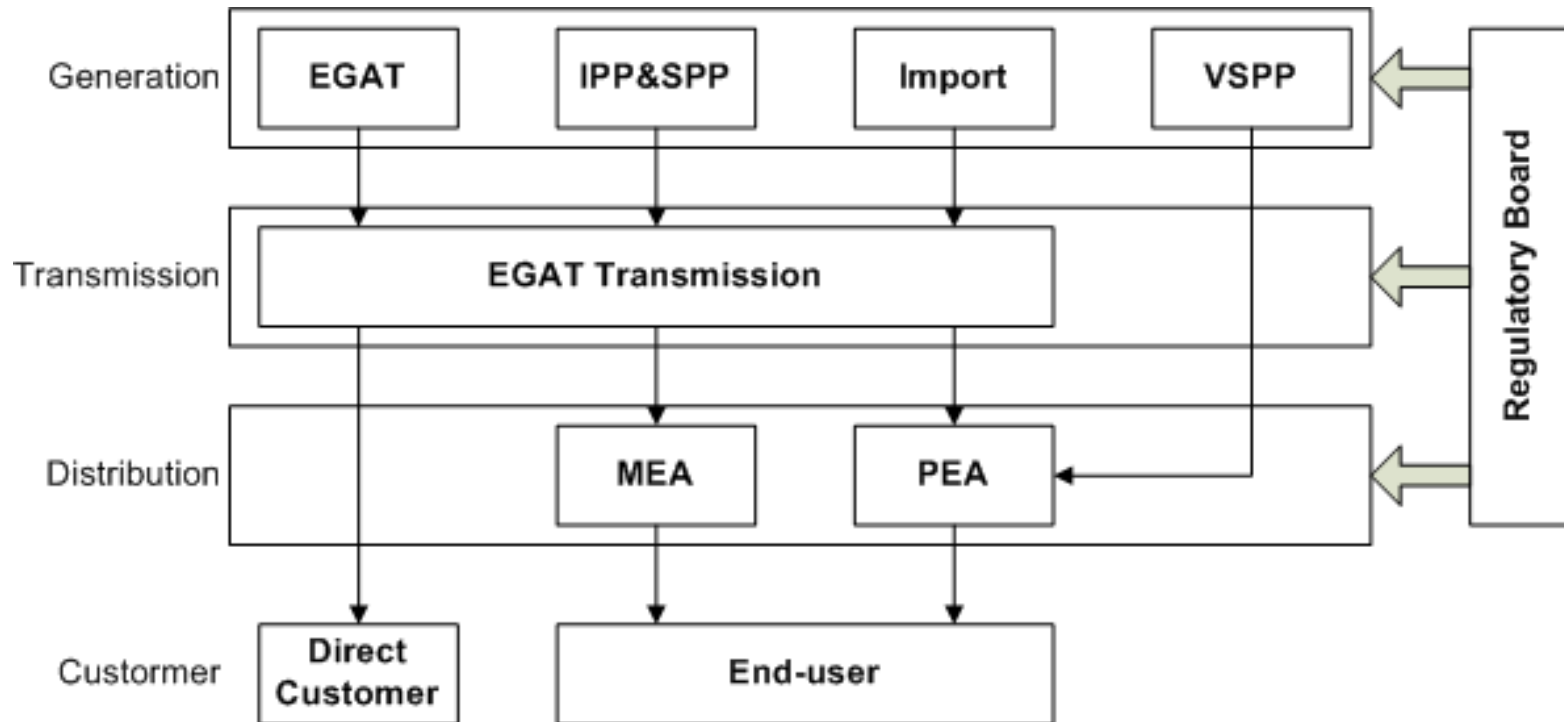 Generation
EGAT
IPP&SPP
Import
VSPP
Regulatory Board
Transmission
EGAT Transmission
Distribution
MEA
PEA
Custormer
Direct
Customer
End-user